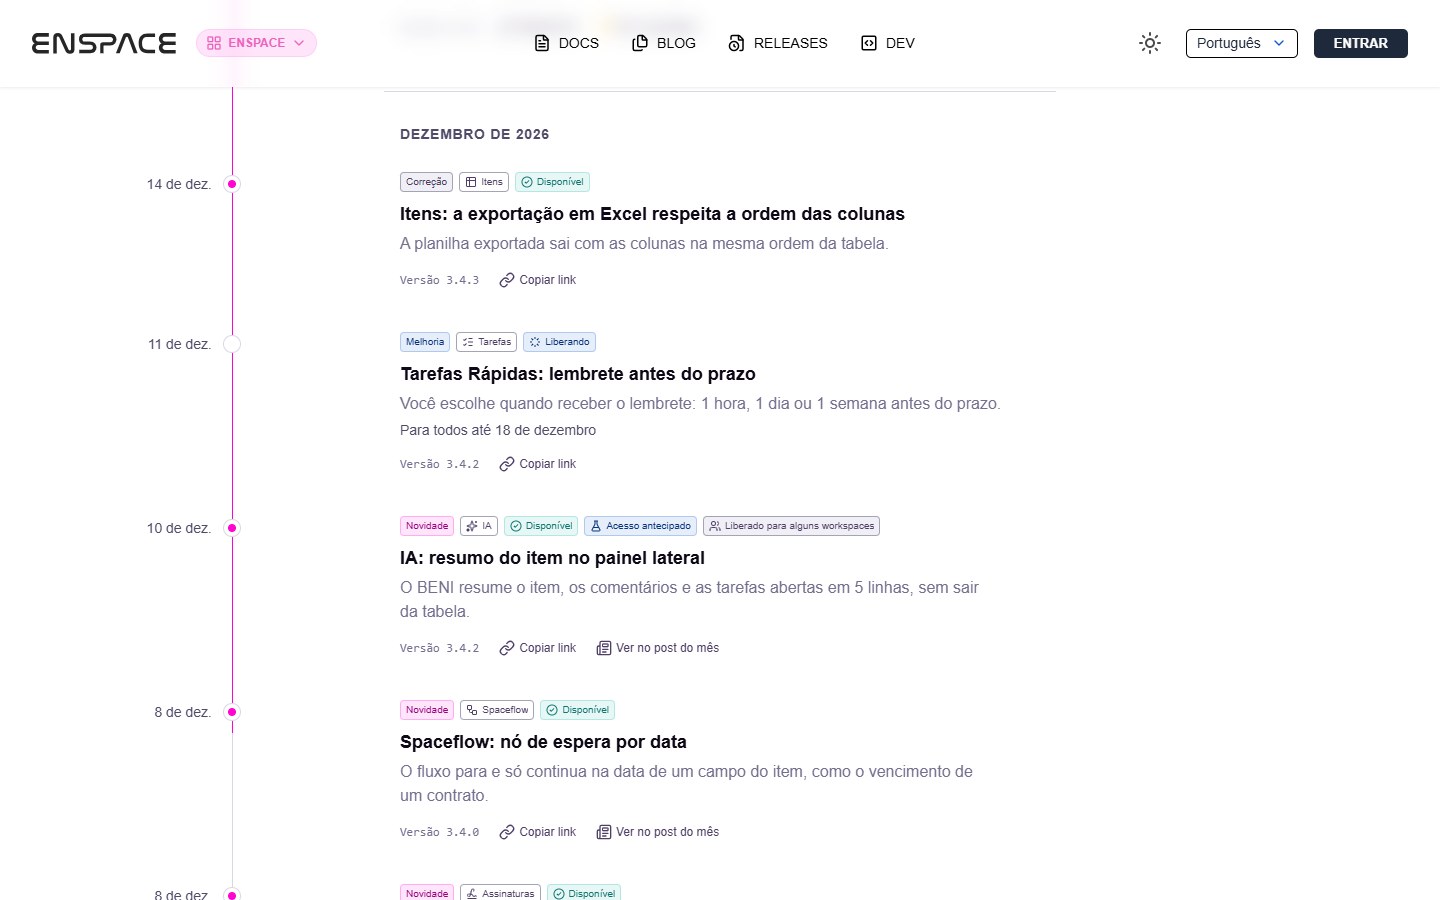 ENSPACE
ENSPACE
DOCS
BLOG
RELEASES
DEV
Português
ENTRAR
DEZEMBRO DE 2026
14 de dez.
Correção
Itens
Disponível
Itens: a exportação em Excel respeita a ordem das colunas
A planilha exportada sai com as colunas na mesma ordem da tabela.
Versão 3.4.3
Copiar link
11 de dez.
Melhoria
Tarefas
Liberando
Tarefas Rápidas: lembrete antes do prazo
Você escolhe quando receber o lembrete: 1 hora, 1 dia ou 1 semana antes do prazo.
Para todos até 18 de dezembro
Versão 3.4.2
Copiar link
10 de dez.
Novidade
IA
Disponível
Acesso antecipado
Liberado para alguns workspaces
IA: resumo do item no painel lateral
O BENI resume o item, os comentários e as tarefas abertas em 5 linhas, sem sair
da tabela.
Versão 3.4.2
Copiar link
Ver no post do mês
8 de dez.
Novidade
Spaceflow
Disponível
Spaceflow: nó de espera por data
O fluxo para e só continua na data de um campo do item, como o vencimento de
um contrato.
Versão 3.4.0
Copiar link
Ver no post do mês
8 de dez.
Novidade
Assinaturas
Disponível